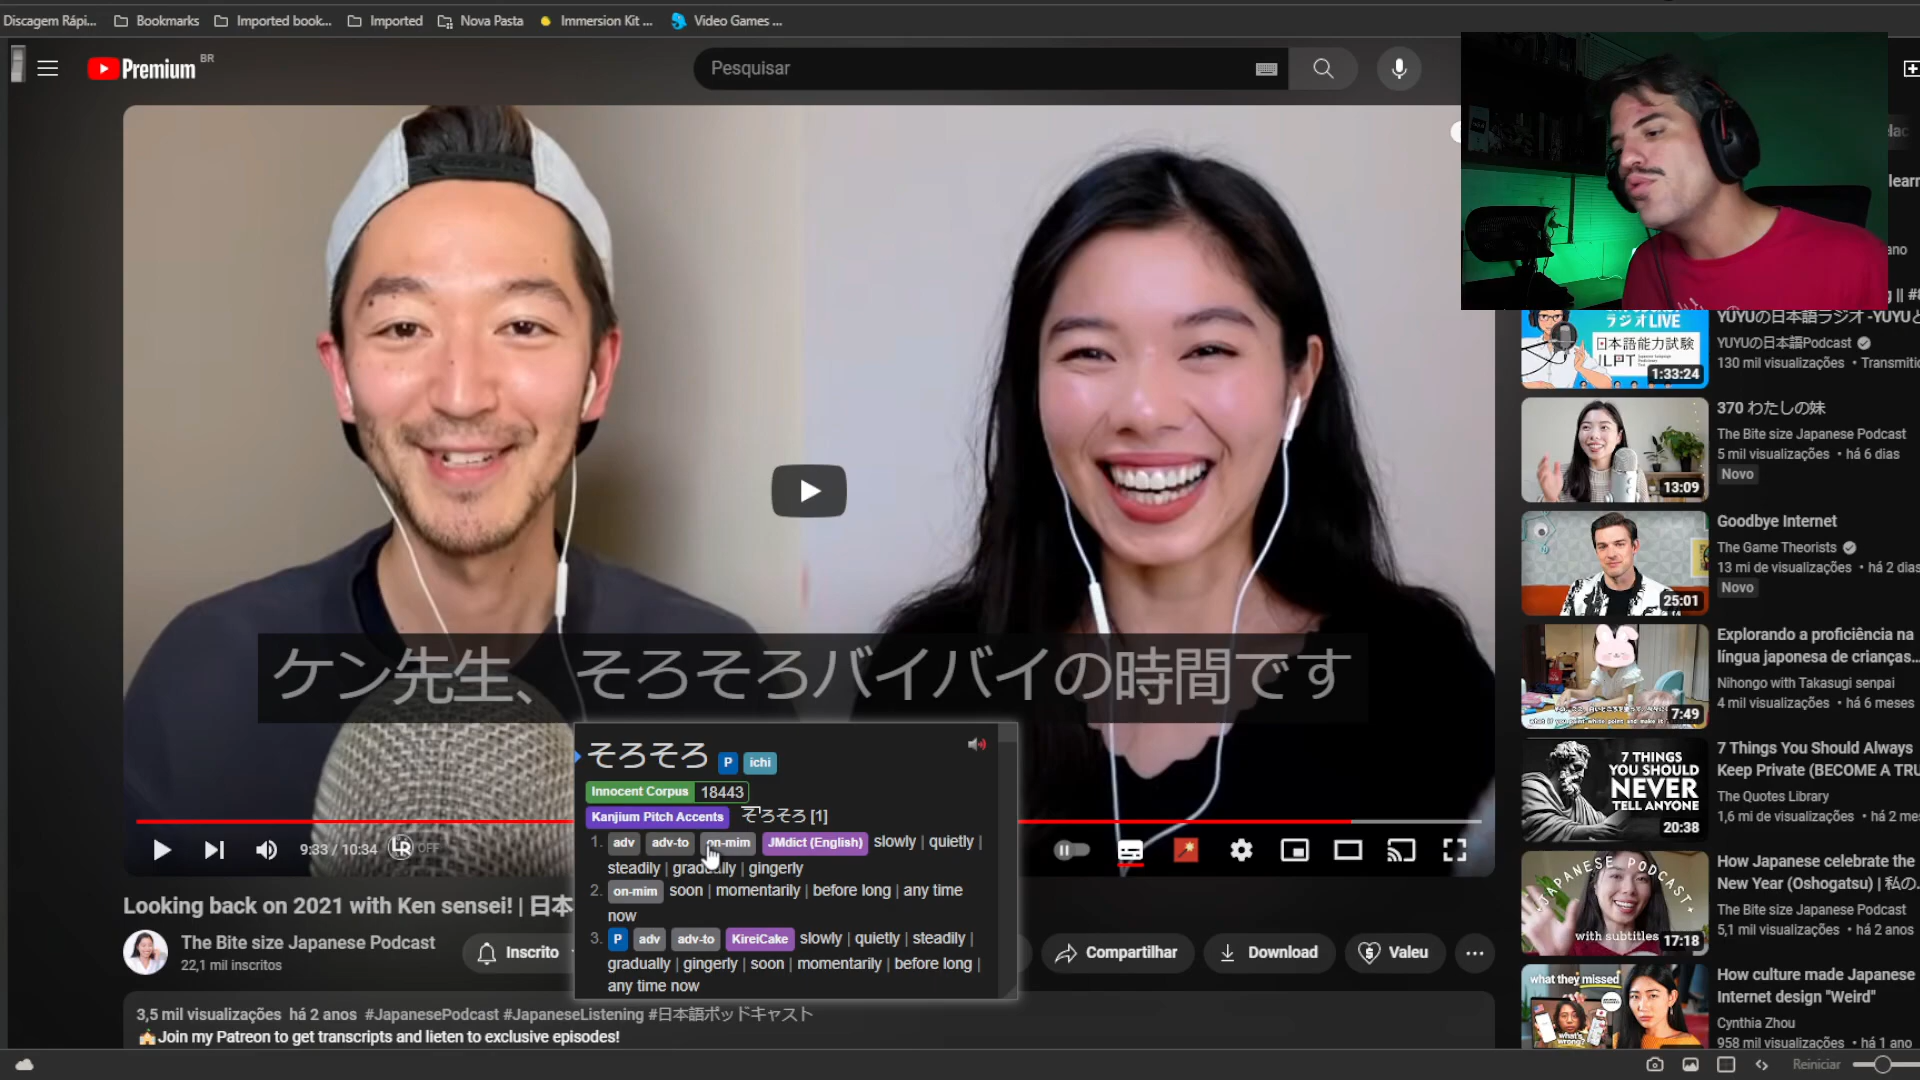 Discagem Rápi...
Bookmarks
Imported book...
Imported
Nova Pasta
Immersion Kit ...
Video Games ...
Premium
BR
Pesquisar
ケン先生、そろそろバイバイの時間です
そろそろ P ichi
Innocent Corpus 18443
Kanjium Pitch Accents そろそろ [1]
1. adv adv-to on-mim JMdict (English) slowly | quietly |
steadily | gradually | gingerly
2. on-mim soon | momentarily | before long | any time
now
3. P adv adv-to KireiCake slowly | quietly | steadily |
gradually | gingerly | soon | momentarily | before long |
any time now
9:33 / 10:34
LR OFF
Looking back on 2021 with Ken sensei! | 日本
The Bite size Japanese Podcast
22,1 mil inscritos
Inscrito
Compartilhar
Download
Valeu
3,5 mil visualizações há 2 anos #JapanesePodcast #JapaneseListening #日本語ポッドキャスト
Join my Patreon to get transcripts and lieten to exclusive episodes!
ラジオLIVE
日本語能力試験
JLPT
1:33:24
YUYUの日本語ラジオ -YUYUと
YUYUの日本語Podcast
130 mil visualizações • Transmitic
13:09
370 わたしの妹
The Bite size Japanese Podcast
5 mil visualizações • há 6 dias
Novo
25:01
Goodbye Internet
The Game Theorists
13 mi de visualizações • há 2 dias
Novo
7:49
Explorando a proficiência na
língua japonesa de crianças...
Nihongo with Takasugi senpai
4 mil visualizações • há 6 meses
7 THINGS
YOU SHOULD
NEVER
TELL ANYONE
20:38
7 Things You Should Always
Keep Private (BECOME A TRU
The Quotes Library
1,6 mi de visualizações • há 2 mes
JAPANESE PODCAST
with subtitles
17:18
How Japanese celebrate the
New Year (Oshogatsu) | 私の...
The Bite size Japanese Podcast
5,1 mil visualizações • há 2 anos
what they missed
what's wrong?
How culture made Japanese
Internet design "Weird"
Cynthia Zhou
958 mil visualizações • há 1 ano
Reiniciar